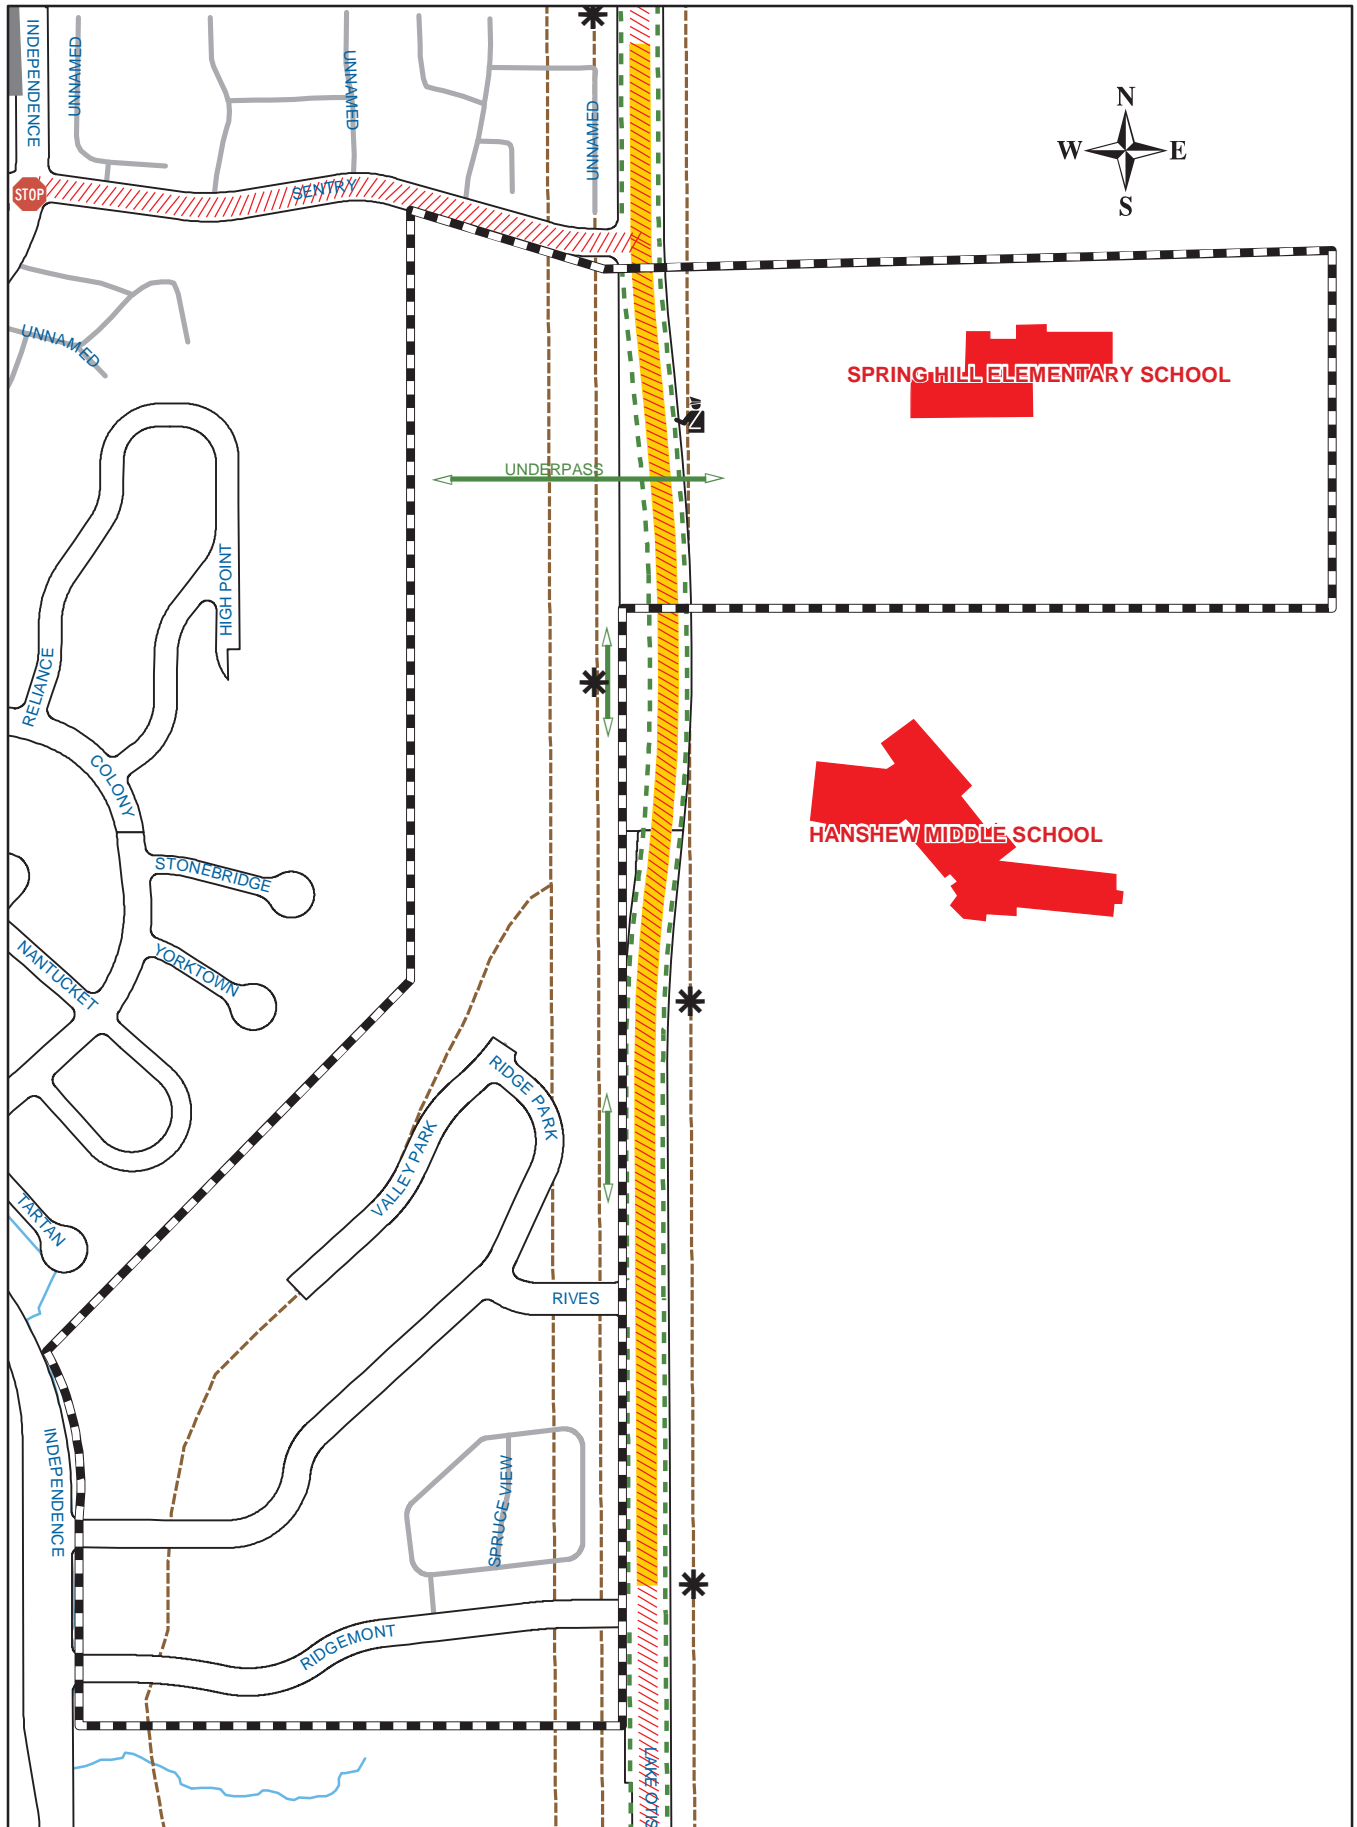 INDEPENDENCE
UNNAMED
UNNAMED
UNNAMED
N
W
E
S
STOP
SENTRY
UNNAMED
SPRING HILL ELEMENTARY SCHOOL
UNDERPASS
HIGH POINT
RELIANCE
COLONY
HANSHEW MIDDLE SCHOOL
STONEBRIDGE
NANTUCKET
YORKTOWN
RIDGE PARK
VALLEY PARK
TARTAN
RIVES
INDEPENDENCE
SPRUCE VIEW
RIDGEMONT
LAKE OTIS